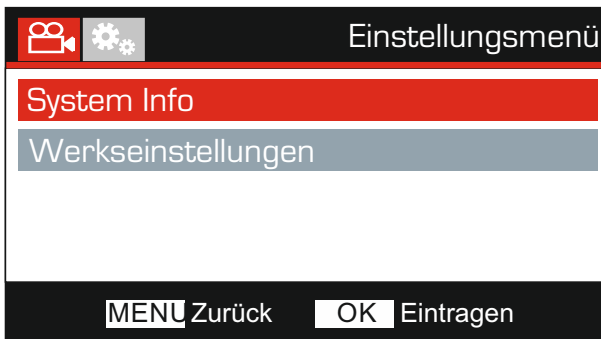 Einstellungsmenü
System Info
Werkseinstellungen
MENU Zurück OK Eintragen